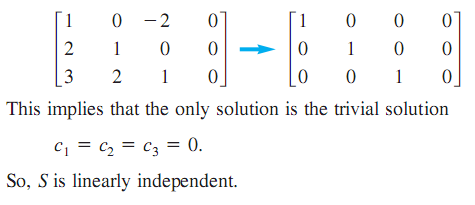 [1 0 -2 0] → [1 0 0 0]
[2 1 0 0] [0 1 0 0]
[3 2 1 0] [0 0 1 0]
This implies that the only solution is the trivial solution
c₁ = c₂ = c₃ = 0.
So, S is linearly independent.